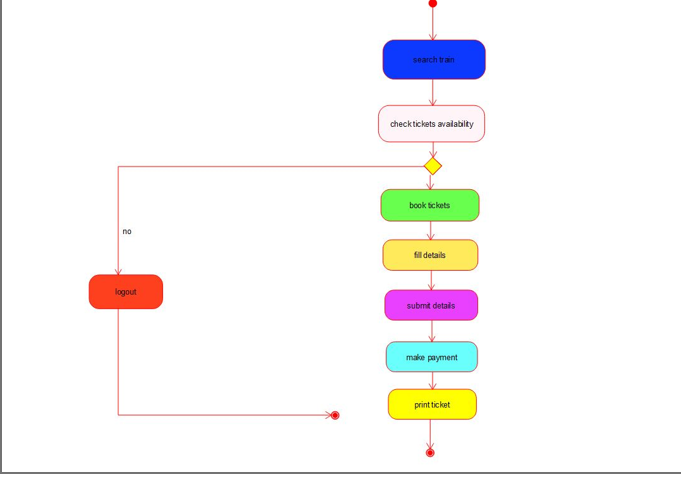 search train
check tickets availability
book tickets
no
fill details
logout
submit details
make payment
print ticket